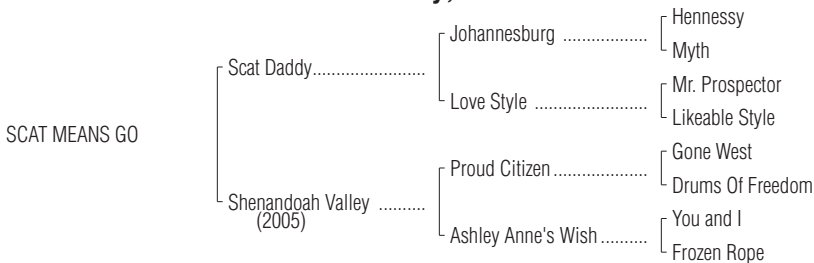 Hennessy
Johannesburg ..................
Myth
Scat Daddy........................
Mr. Prospector
Love Style ........................
Likeable Style
SCAT MEANS GO
Gone West
Proud Citizen....................
Drums Of Freedom
Shenandoah Valley ..........
(2005)
You and I
Ashley Anne's Wish..........
Frozen Rope